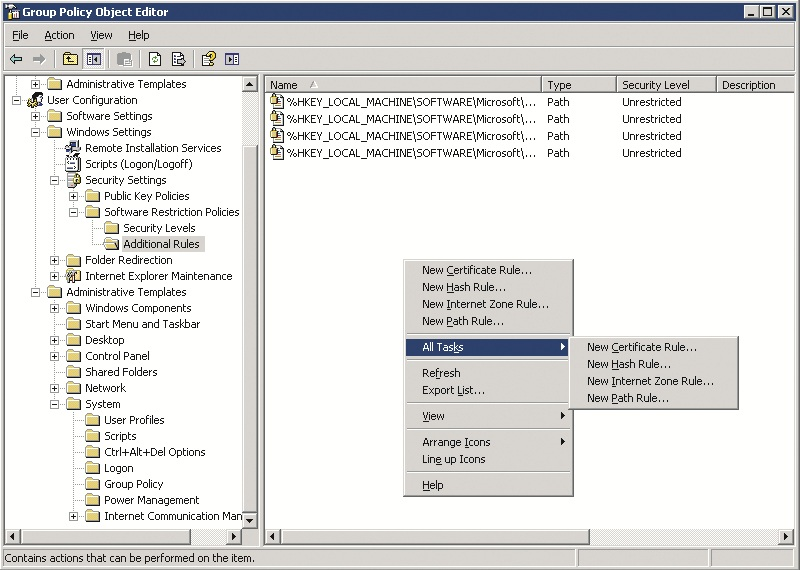 Group Policy Object Editor
File Action View Help
Administrative Templates
User Configuration
Software Settings
Windows Settings
Remote Installation Services
Scripts (Logon/Logoff)
Security Settings
Public Key Policies
Software Restriction Policies
Security Levels
Additional Rules
Folder Redirection
Internet Explorer Maintenance
Administrative Templates
Windows Components
Start Menu and Taskbar
Desktop
Control Panel
Shared Folders
Network
System
User Profiles
Scripts
Ctrl+Alt+Del Options
Logon
Group Policy
Power Management
Internet Communication Man
Name Type Security Level Description
%HKEY_LOCAL_MACHINE\SOFTWARE\Microsoft\... Path Unrestricted
%HKEY_LOCAL_MACHINE\SOFTWARE\Microsoft\... Path Unrestricted
%HKEY_LOCAL_MACHINE\SOFTWARE\Microsoft\... Path Unrestricted
%HKEY_LOCAL_MACHINE\SOFTWARE\Microsoft\... Path Unrestricted
New Certificate Rule...
New Hash Rule...
New Internet Zone Rule...
New Path Rule...
All Tasks
Refresh
Export List...
View
Arrange Icons
Line up Icons
Help
New Certificate Rule...
New Hash Rule...
New Internet Zone Rule...
New Path Rule...
Contains actions that can be performed on the item.